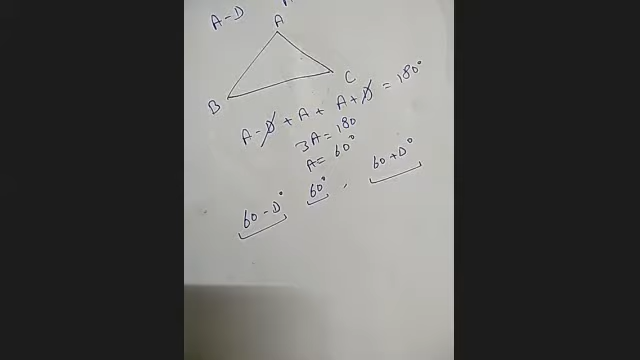 A-D
A
B
C
A-D + A + A+D = 180°
3A = 180
A = 60°
60-D° 60° , 60+D°